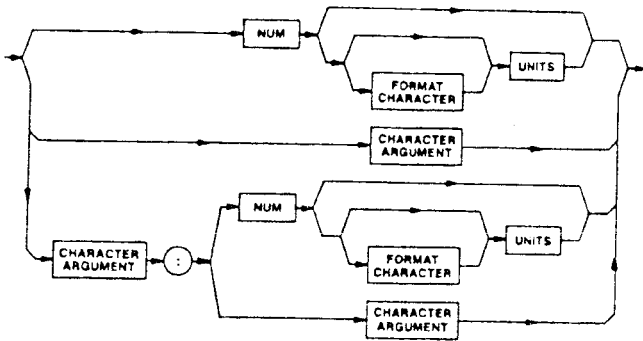 NUM
FORMAT
CHARACTER
UNITS
CHARACTER
ARGUMENT
CHARACTER
ARGUMENT
:
NUM
FORMAT
CHARACTER
UNITS
CHARACTER
ARGUMENT